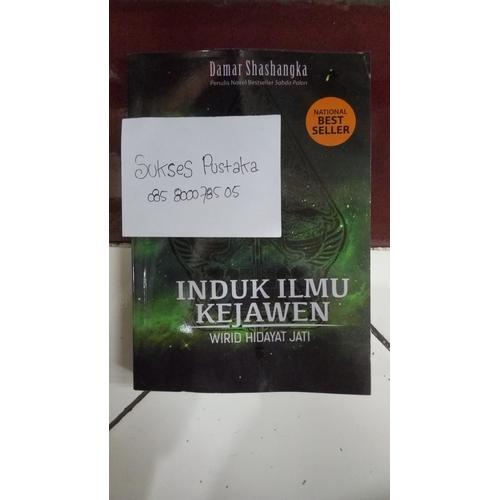 Damar Shashangka
Penulis Novel Bestseller Sabda Palon
NATIONAL
BEST
SELLER
Sukses Pustaka
085 8000 785 05
INDUK ILMU
KEJAWEN
WIRID HIDAYAT JATI